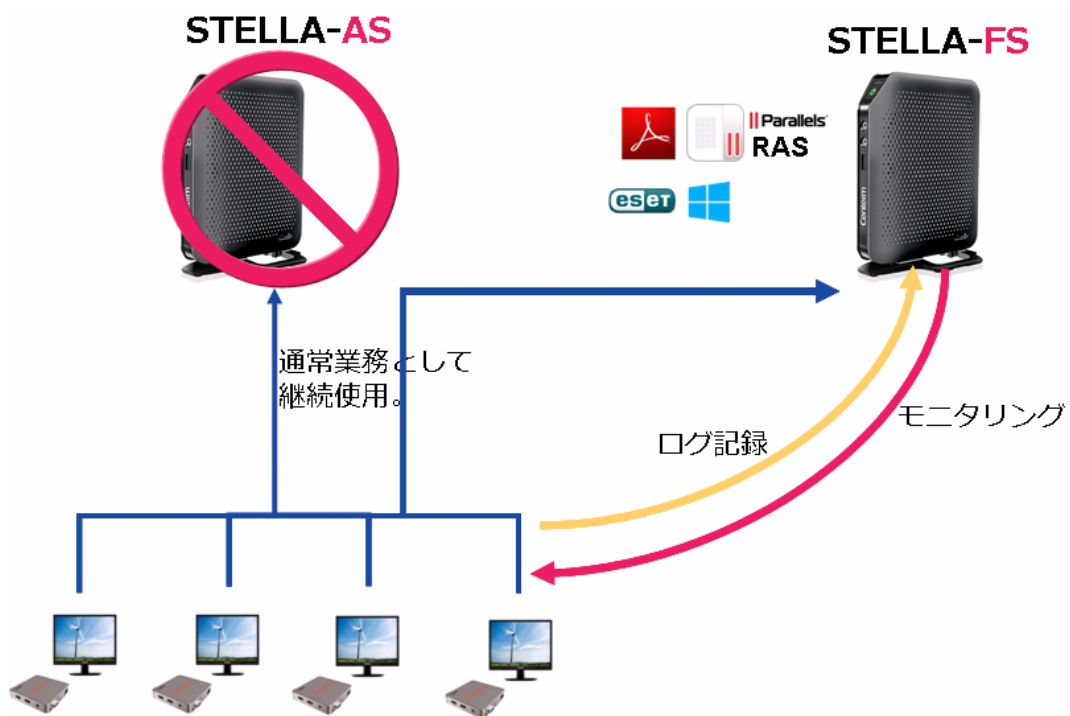 STELLA-AS
STELLA-FS
Parallels
RAS
eseT
Centerm
通常業務として
継続使用。
ログ記録
モニタリング